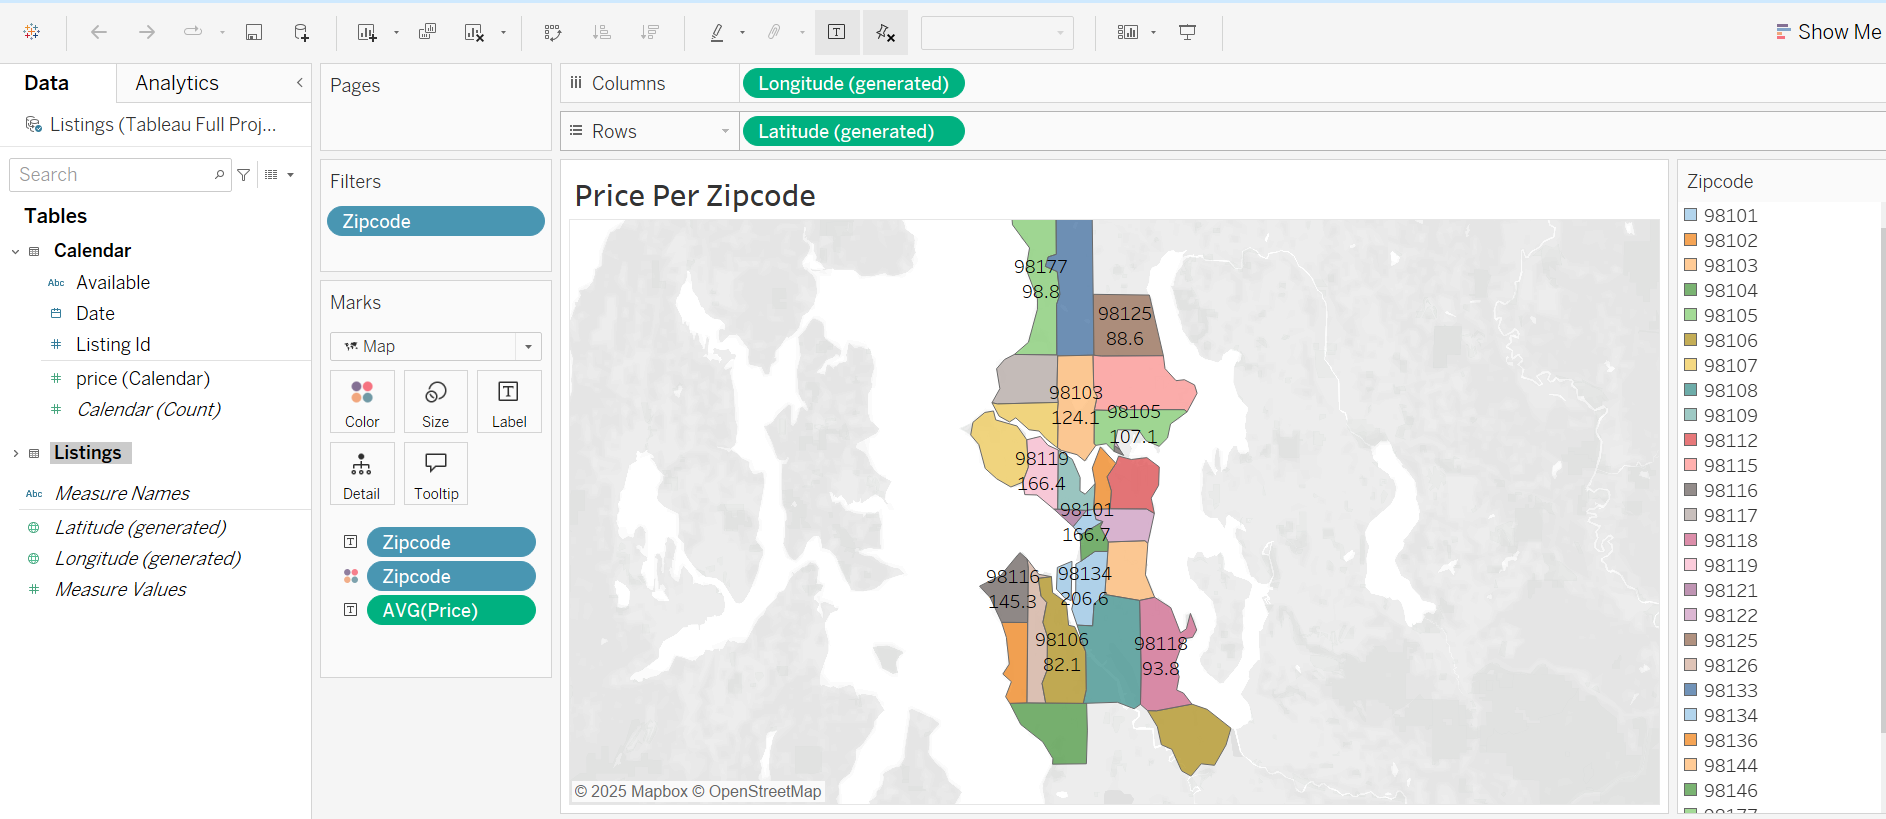 Show Me
Data
Analytics
Listings (Tableau Full Proj...
Search
Tables
Calendar
Abc Available
Date
# Listing Id
# price (Calendar)
# Calendar (Count)
Listings
Abc Measure Names
Latitude (generated)
Longitude (generated)
# Measure Values
Pages
Filters
Zipcode
Marks
Map
Color
Size
T Label
Detail
Tooltip
T Zipcode
Zipcode
T AVG(Price)
Columns
Longitude (generated)
Rows
Latitude (generated)
Price Per Zipcode
98177
98.8
98125
88.6
98103
124.1
98105
107.1
98119
166.4
98101
166.7
98116
145.3
98134
206.6
98106
82.1
98118
93.8
© 2025 Mapbox © OpenStreetMap
Zipcode
98101
98102
98103
98104
98105
98106
98107
98108
98109
98112
98115
98116
98117
98118
98119
98121
98122
98125
98126
98133
98134
98136
98144
98146
98177